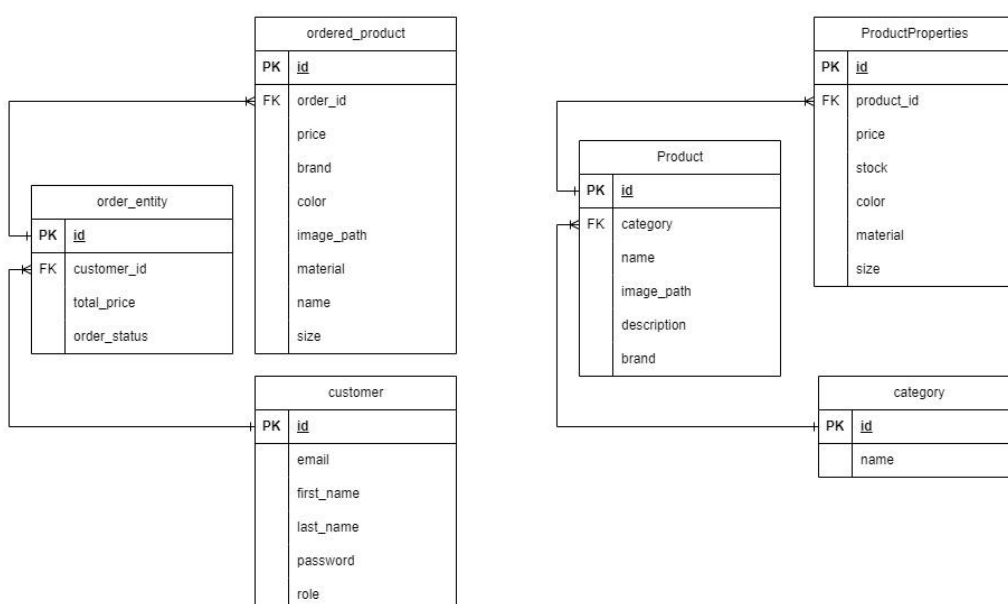 ordered_product
PK id
FK order_id
price
brand
color
image_path
material
name
size
order_entity
PK id
FK customer_id
total_price
order_status
customer
PK id
email
first_name
last_name
password
role
ProductProperties
PK id
FK product_id
price
stock
color
material
size
Product
PK id
FK category
name
image_path
description
brand
category
PK id
name